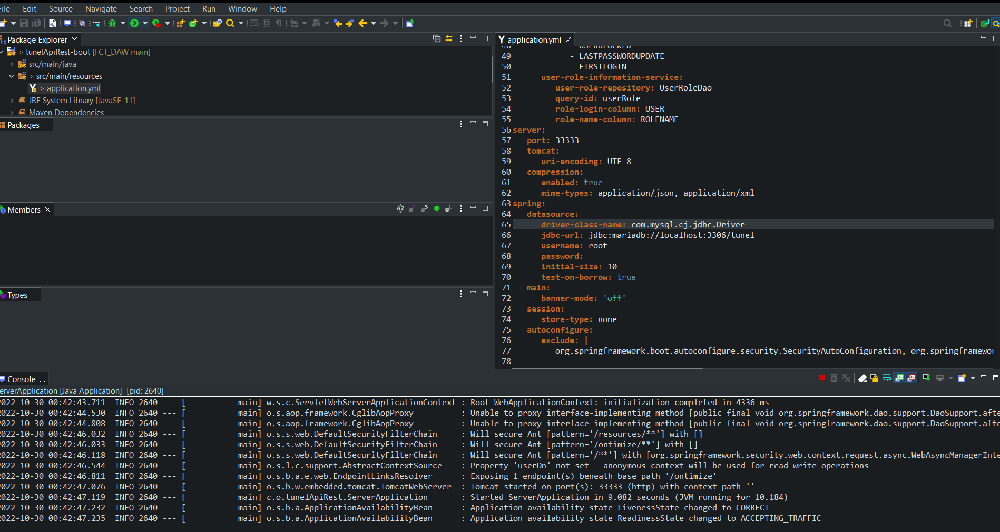 File Edit Source Navigate Search Project Run Window Help
Package Explorer
> tunelApiRest-boot [FCT_DAW main]
src/main/java
> src/main/resources
> application.yml
JRE System Library [JavaSE-11]
Maven Dependencies
Packages
Members
Types
application.yml
48 - USERBLOCKED
49 - LASTPASSWORDUPDATE
50 - FIRSTLOGIN
51 user-role-information-service:
52 user-role-repository: UserRoleDao
53 query-id: userRole
54 role-login-column: USER_
55 role-name-column: ROLENAME
56 server:
57 port: 33333
58 tomcat:
59 uri-encoding: UTF-8
60 compression:
61 enabled: true
62 mime-types: application/json, application/xml
63 spring:
64 datasource:
65 driver-class-name: com.mysql.cj.jdbc.Driver
66 jdbc-url: jdbc:mariadb://localhost:3306/tunel
67 username: root
68 password:
69 initial-size: 10
70 test-on-borrow: true
71 main:
72 banner-mode: 'off'
73 session:
74 store-type: none
75 autoconfigure:
76 exclude: |
77 org.springframework.boot.autoconfigure.security.SecurityAutoConfiguration, org.springframewor
78
Console
erverApplication [Java Application] [pid: 2640]
2022-10-30 00:42:43.711 INFO 2640 --- [ main] w.s.c.ServletWebServerApplicationContext : Root WebApplicationContext: initialization completed in 4336 ms
2022-10-30 00:42:44.530 INFO 2640 --- [ main] o.s.aop.framework.CglibAopProxy : Unable to proxy interface-implementing method [public final void org.springframework.dao.support.DaoSupport.afte
2022-10-30 00:42:44.808 INFO 2640 --- [ main] o.s.aop.framework.CglibAopProxy : Unable to proxy interface-implementing method [public final void org.springframework.dao.support.DaoSupport.afte
2022-10-30 00:42:46.032 INFO 2640 --- [ main] o.s.s.web.DefaultSecurityFilterChain : Will secure Ant [pattern='/resources/**'] with []
2022-10-30 00:42:46.033 INFO 2640 --- [ main] o.s.s.web.DefaultSecurityFilterChain : Will secure Ant [pattern='/ontimize/**'] with []
2022-10-30 00:42:46.118 INFO 2640 --- [ main] o.s.s.web.DefaultSecurityFilterChain : Will secure Ant [pattern='/**'] with [org.springframework.security.web.context.request.async.WebAsyncManagerInte
2022-10-30 00:42:46.544 INFO 2640 --- [ main] o.s.l.c.support.AbstractContextSource : Property 'userDn' not set - anonymous context will be used for read-write operations
2022-10-30 00:42:46.811 INFO 2640 --- [ main] o.s.b.a.e.web.EndpointLinksResolver : Exposing 1 endpoint(s) beneath base path '/ontimize'
2022-10-30 00:42:47.076 INFO 2640 --- [ main] o.s.b.w.embedded.tomcat.TomcatWebServer : Tomcat started on port(s): 33333 (http) with context path ''
2022-10-30 00:42:47.119 INFO 2640 --- [ main] c.o.tunelApiRest.ServerApplication : Started ServerApplication in 9.082 seconds (JVM running for 10.184)
2022-10-30 00:42:47.232 INFO 2640 --- [ main] o.s.b.a.ApplicationAvailabilityBean : Application availability state LivenessState changed to CORRECT
2022-10-30 00:42:47.235 INFO 2640 --- [ main] o.s.b.a.ApplicationAvailabilityBean : Application availability state ReadinessState changed to ACCEPTING_TRAFFIC